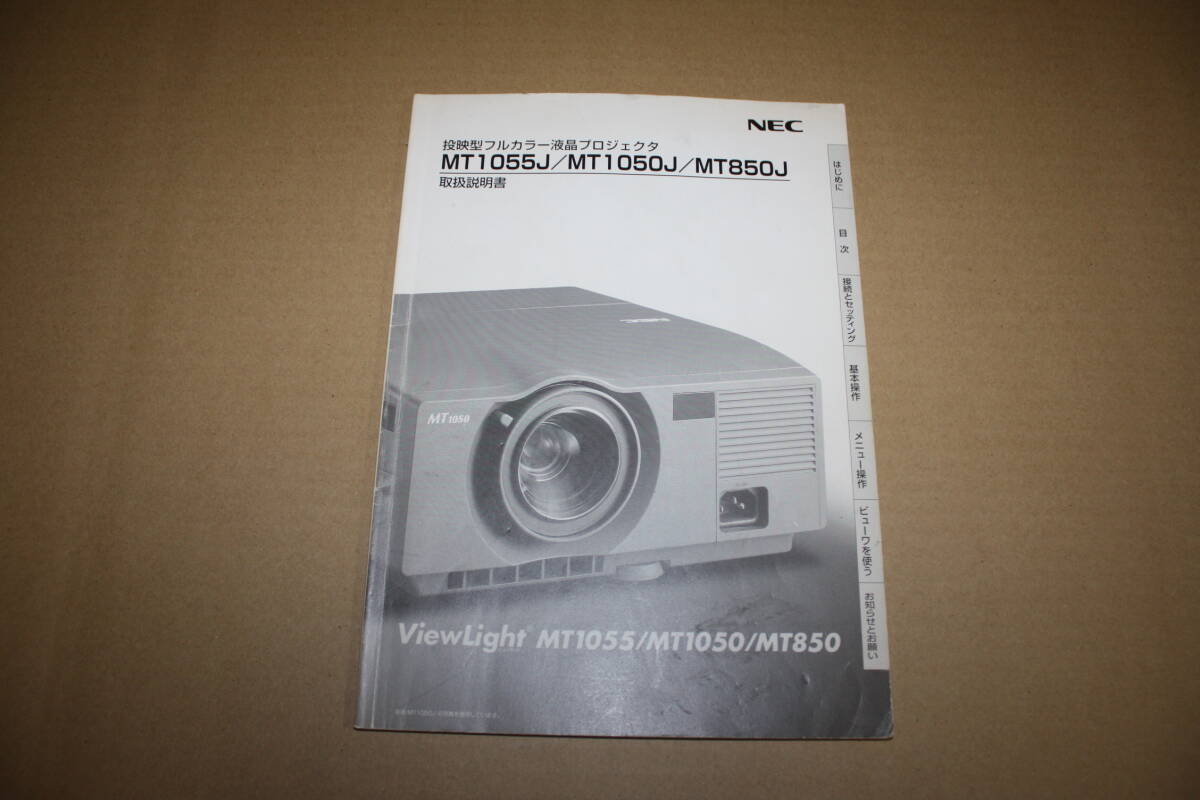 NEC
投映型フルカラー液晶プロジェクタ
MT1055J/MT1050J/MT850J
取扱説明書
はじめに
目 次
接続とセッティング
基本操作
メニュー操作
ビューワを使う
お知らせとお願い
MT1050
ViewLight MT1055/MT1050/MT850